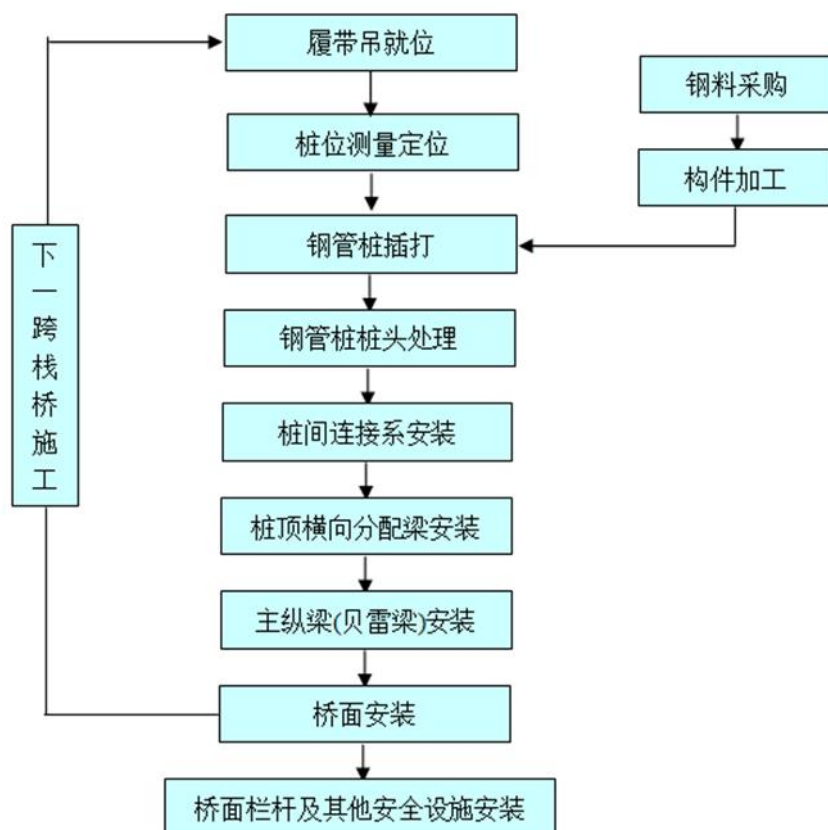 履带吊就位
钢料采购
桩位测量定位
构件加工
钢管桩插打
下一跨栈桥施工
钢管桩桩头处理
桩间连接系安装
桩顶横向分配梁安装
主纵梁(贝雷梁)安装
桥面安装
桥面栏杆及其他安全设施安装